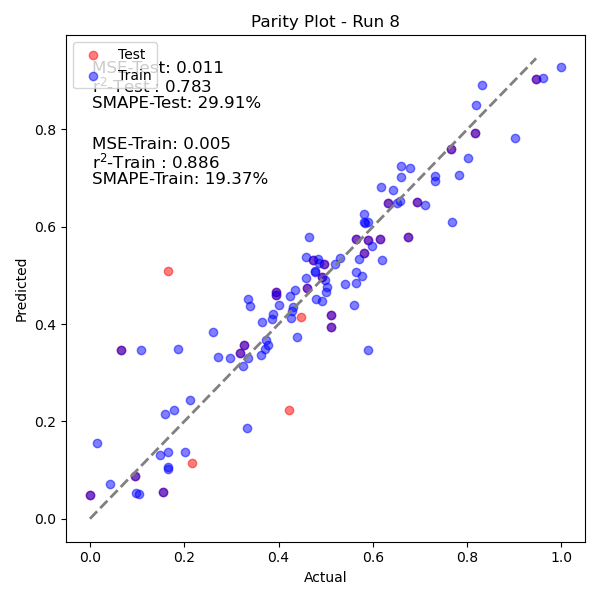 Parity Plot - Run 8
Test
Train
MSE-Test: 0.011
r²-Test : 0.783
SMAPE-Test: 29.91%
MSE-Train: 0.005
r²-Train : 0.886
SMAPE-Train: 19.37%
Predicted
0.8
0.6
0.4
0.2
0.0
0.0 0.2 0.4 0.6 0.8 1.0
Actual